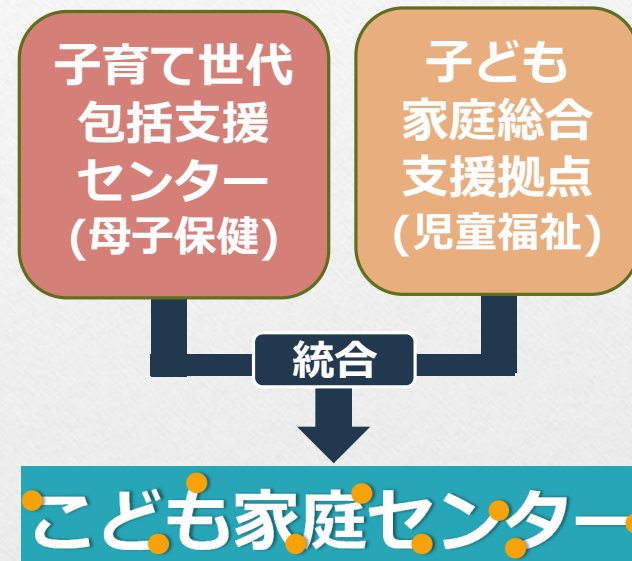 子育て世代
包括支援
センター
(母子保健)
子ども
家庭総合
支援拠点
(児童福祉)
統合
こども家庭センター